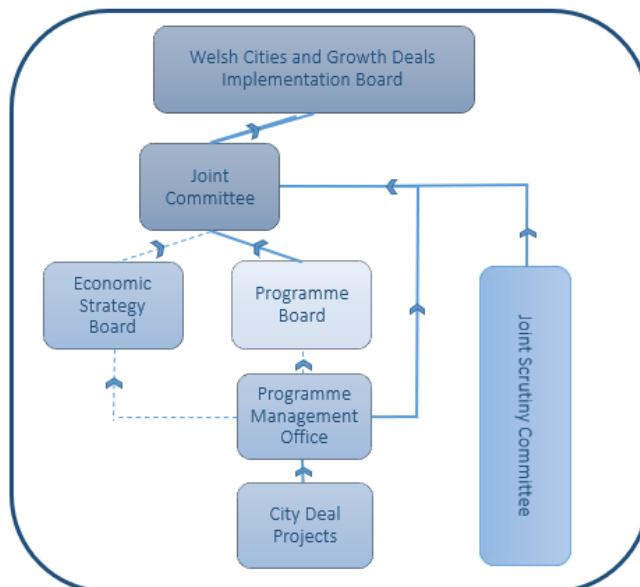 Welsh Cities and Growth Deals
Implementation Board
Joint
Committee
Economic
Strategy
Board
Programme
Board
Programme
Management
Office
City Deal
Projects
Joint Scrutiny Committee